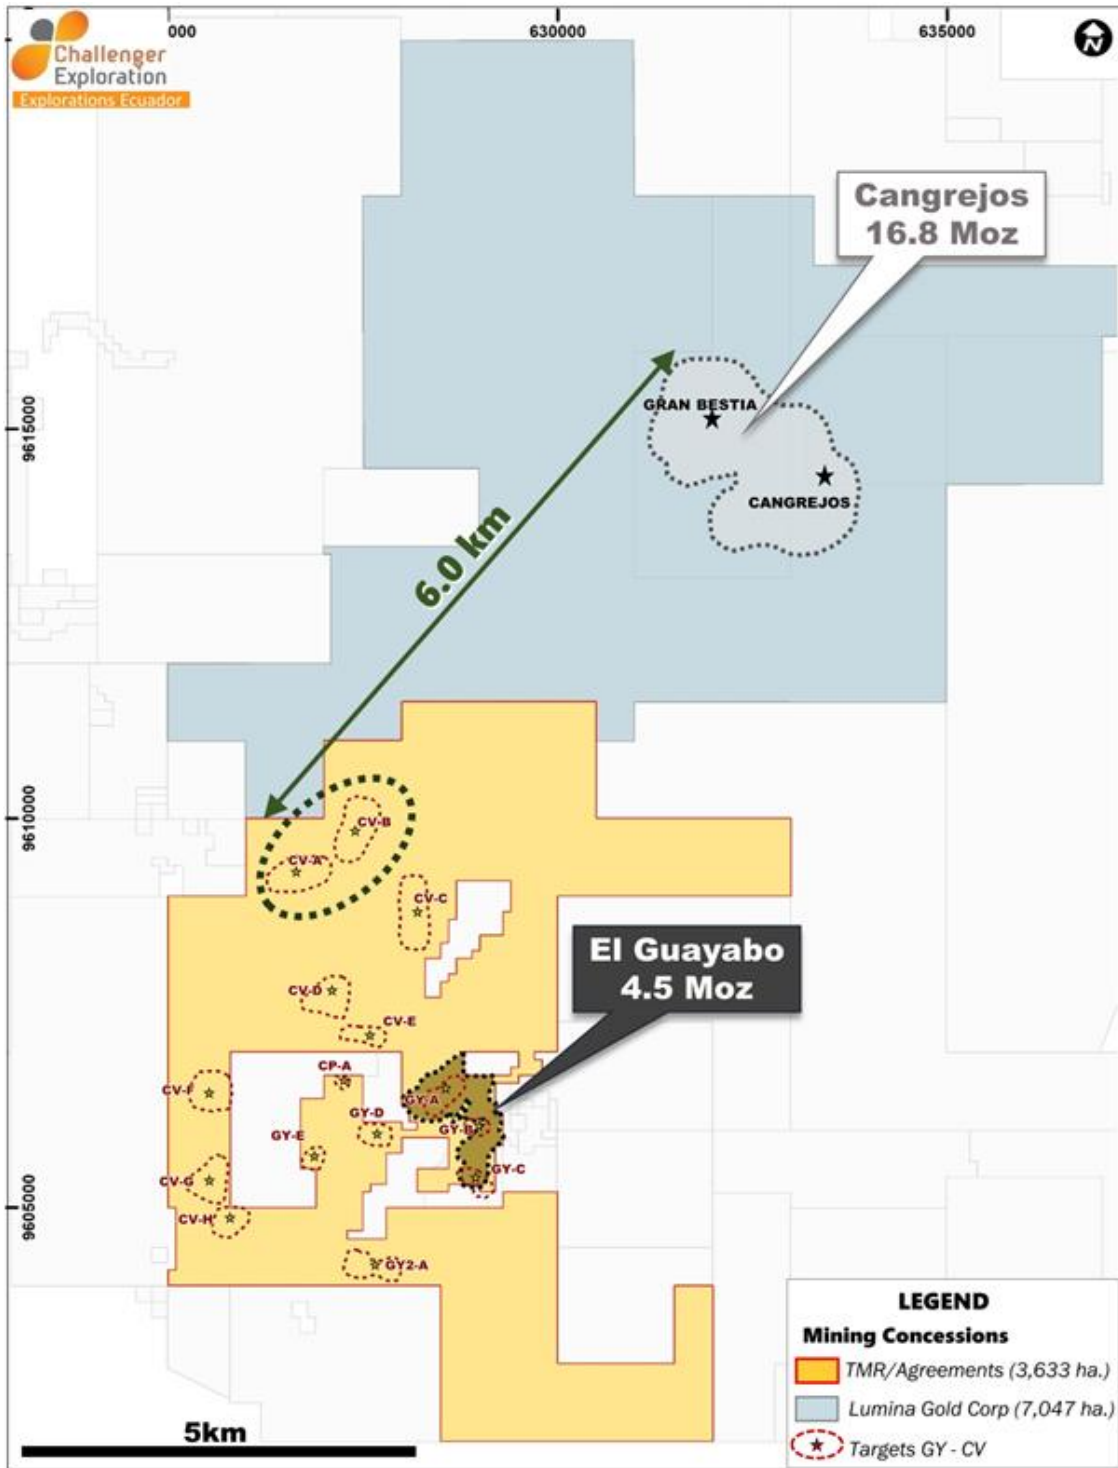 000
630000
635000
N
Challenger
Exploration
Explorations Ecuador
Cangrejos
16.8 Moz
GRAN BESTIA
CANGREJOS
9615000
6.0 km
9610000
CV-B
CV-A
CV-C
El Guayabo
4.5 Moz
CV-D
CV-E
CP-A
CV-F
GY-A
GY-D
GY-B
GY-E
GY-C
CV-G
9605000
CV-H
GY2-A
LEGEND
Mining Concessions
TMR/Agreements (3,633 ha.)
Lumina Gold Corp (7,047 ha.)
Targets GY - CV
5km